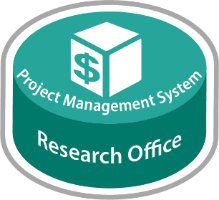 $
Project Management System
Research Office